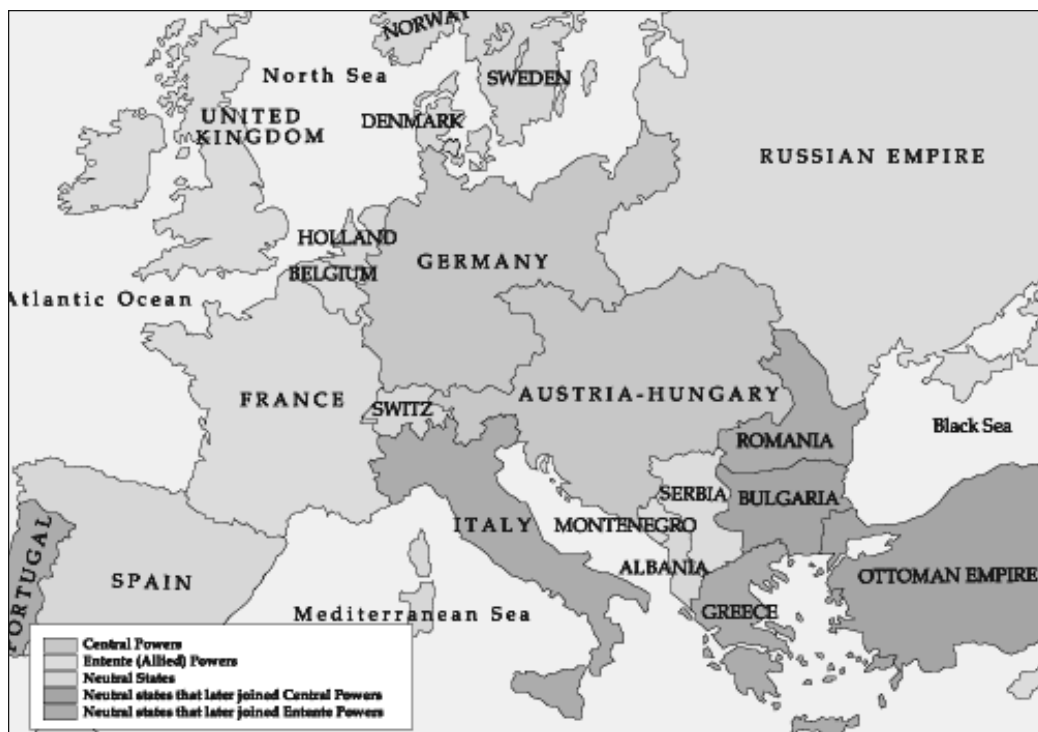 NORWAY
North Sea
SWEDEN
UNITED
KINGDOM
DENMARK
RUSSIAN EMPIRE
HOLLAND
GERMANY
BELGIUM
Atlantic Ocean
FRANCE
SWITZ
AUSTRIA-HUNGARY
Black Sea
ROMANIA
SERBIA
BULGARIA
ITALY
MONTENEGRO
PORTUGAL
SPAIN
ALBANIA
OTTOMAN EMPIRE
Mediterranean Sea
GREECE
Central Powers
Entente (Allied) Powers
Neutral States
Neutral states that later joined Central Powers
Neutral states that later joined Entente Powers